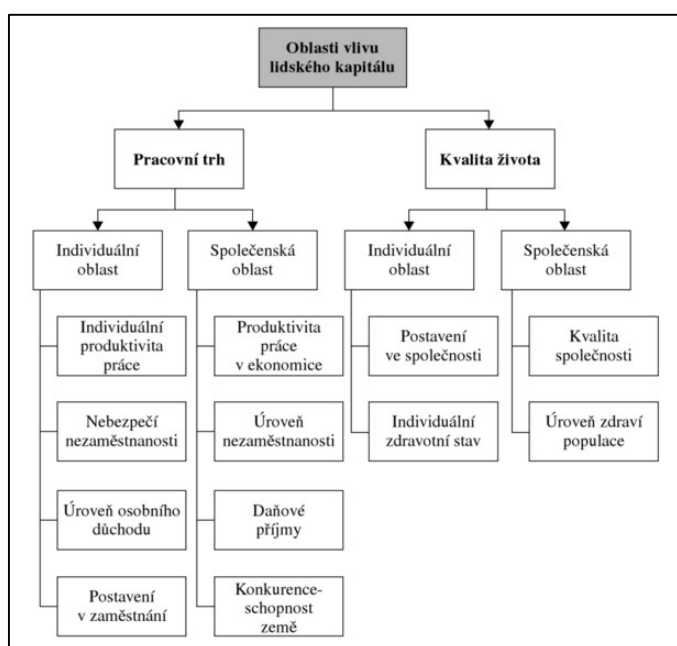 Oblasti vlivu
lidského kapitálu
Pracovní trh
Kvalita života
Individuální
oblast
Společenská
oblast
Individuální
oblast
Společenská
oblast
Individuální
produktivita
práce
Produktivita
práce
v ekonomice
Postavení
ve společnosti
Kvalita
společnosti
Nebezpečí
nezaměstnanosti
Úroveň
nezaměstnanosti
Individuální
zdravotní stav
Úroveň zdraví
populace
Úroveň osobního
důchodu
Daňové
příjmy
Postavení
v zaměstnání
Konkurence-
schopnost
země